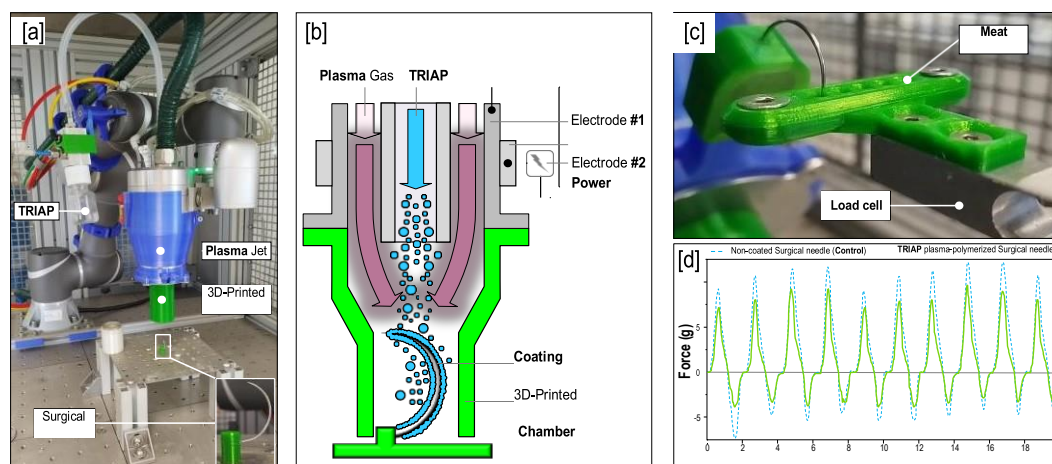 [a]
TRIAP
Plasma Jet
3D-Printed
Surgical
[b]
Plasma Gas
TRIAP
Electrode #1
Electrode #2
Power
Coating
3D-Printed
Chamber
[c]
Meat
Load cell
[d]
Non-coated Surgical needle (Control)
TRIAP plasma-polymerized Surgical needle
Force (g)
5
0
-5
0 2 4 6 8 10 12 14 16 18